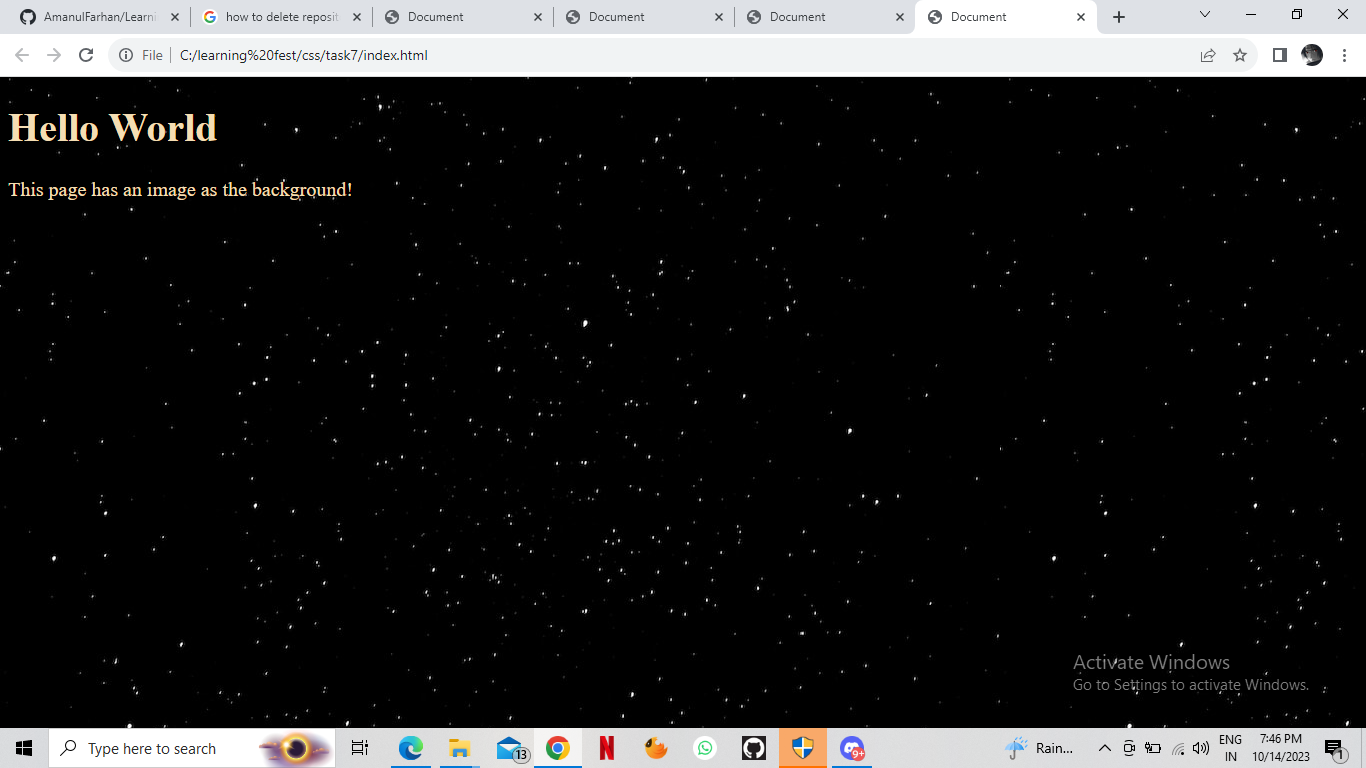 AmanulFarhan/Learni
how to delete reposit
Document
Document
Document
Document
File
C:/learning%20fest/css/task7/index.html
Hello World
This page has an image as the background!
Activate Windows
Go to Settings to activate Windows.
Type here to search
13
N
9+
Rain...
ENG
IN
7:46 PM
10/14/2023
1